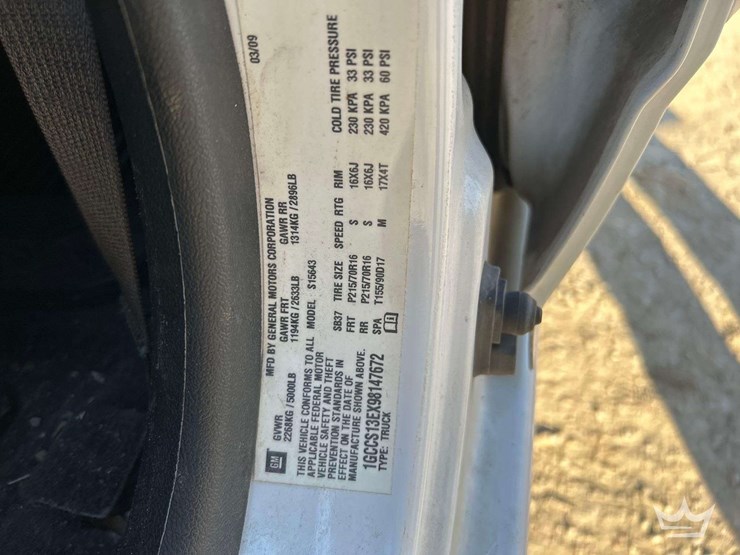 MFD BY GENERAL MOTORS CORPORATION
03/09
GM
GVWR
GAWR FRT
GAWR RR
2268KG / 5000LB
1194KG / 2633LB
1314KG / 2896LB
THIS VEHICLE CONFORMS TO ALL
APPLICABLE FEDERAL MOTOR
VEHICLE SAFETY AND THEFT
PREVENTION STANDARDS IN
EFFECT ON THE DATE OF
MANUFACTURE SHOWN ABOVE.
1GCCS13EX98147672
TYPE: TRUCK
MODEL: S15643
SB37 TIRE SIZE SPEED RTG RIM COLD TIRE PRESSURE
FRT P215/70R16 S 16X6J 230 KPA 33 PSI
RR P215/70R16 S 16X6J 230 KPA 33 PSI
SPA T155/90D17 M 17X4T 420 KPA 60 PSI